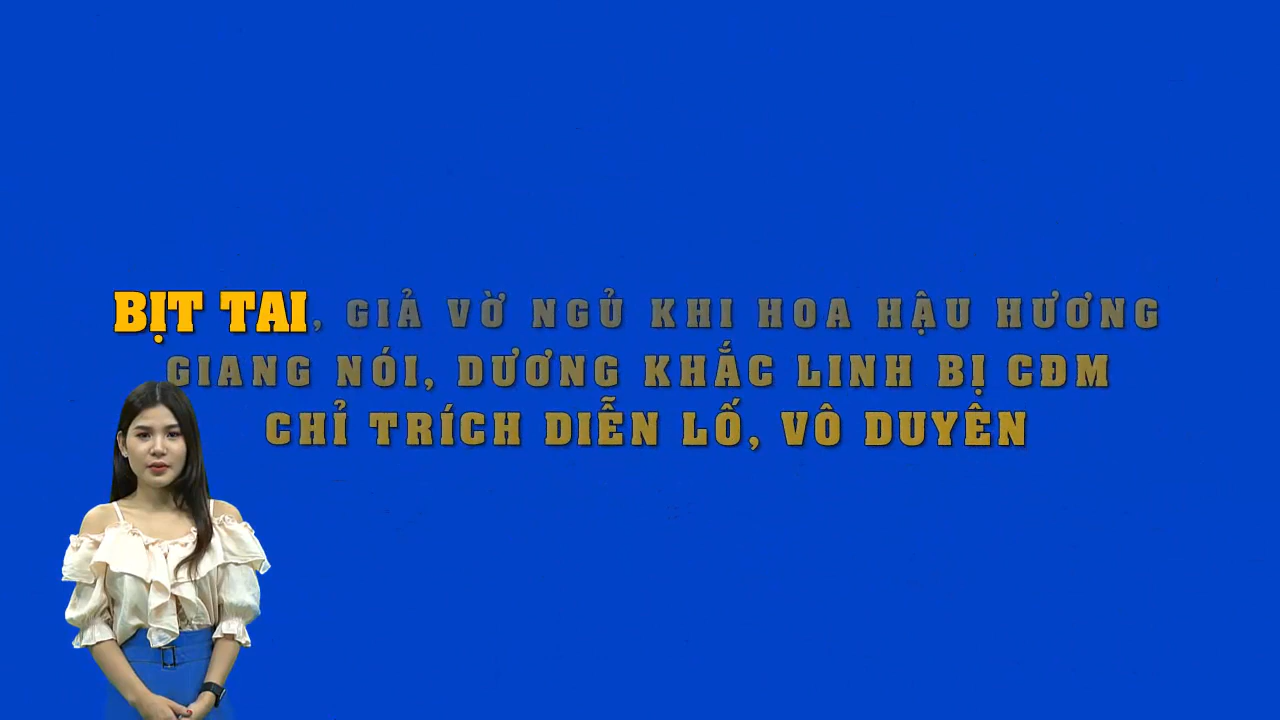 BỊT TAI, GIẢ VỜ NGỦ KHI HOA HẬU HƯƠNG
GIANG NÓI, DƯƠNG KHẮC LINH BỊ CĐM
CHỈ TRÍCH DIỄN LỐ, VÔ DUYÊN